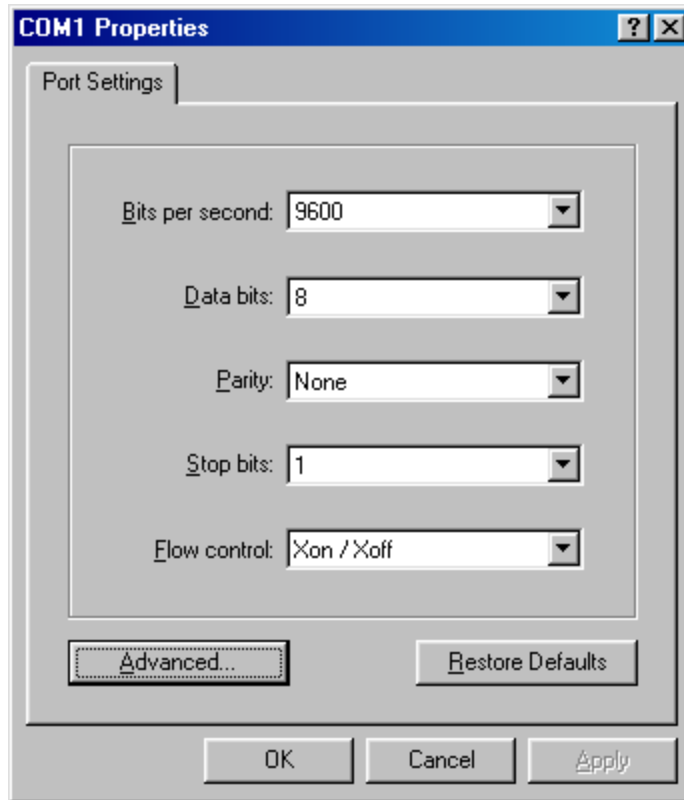 COM1 Properties
Port Settings
Bits per second: 9600
Data bits: 8
Parity: None
Stop bits: 1
Flow control: Xon / Xoff
Advanced... Restore Defaults
OK Cancel Apply